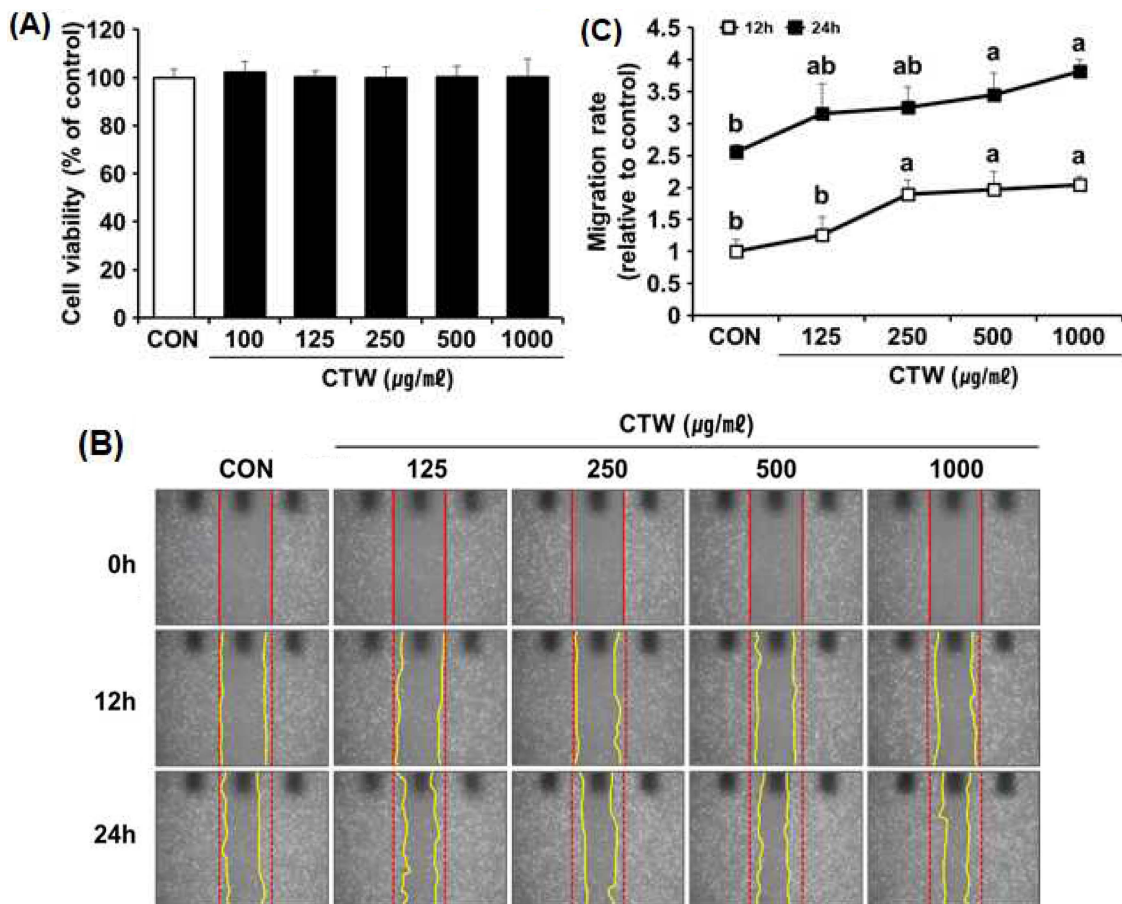 (A)
Cell viability (% of control)
120
100
80
60
40
20
0
CON 100 125 250 500 1000
CTW (μg/mℓ)
(C)
12h 24h
Migration rate
(relative to control)
4.5
4
3.5
3
2.5
2
1.5
1
0.5
0
b ab ab a a
b b a a a
CON 125 250 500 1000
CTW (μg/mℓ)
(B)
CTW (μg/mℓ)
CON 125 250 500 1000
0h
12h
24h